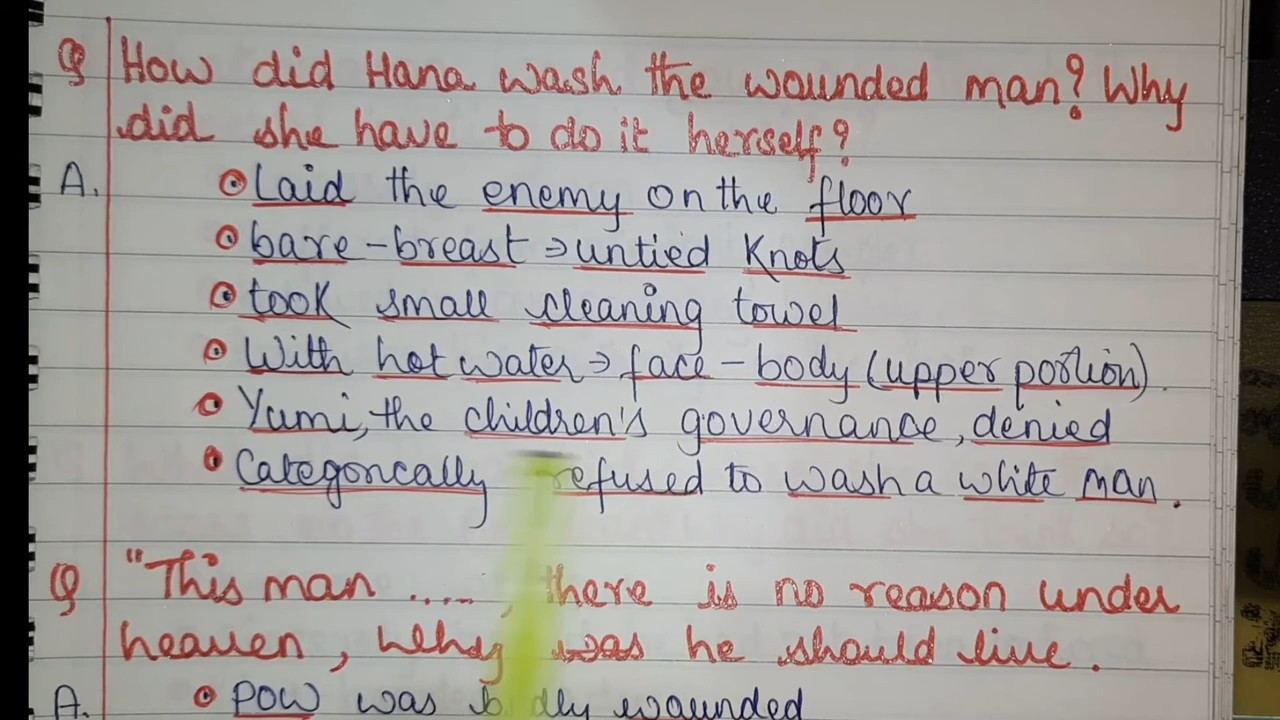 Q How did Hana wash the wounded man? Why
did she have to do it herself?
A. Laid the enemy on the floor
bare-breast ⇒ untied Knots
took small cleaning towel
With hot water ⇒ face - body (upper portion).
Yumi, the children's governance, denied
Categorically refused to wash a white man.
Q "This man ....., there is no reason under
heaven, why was he should live.
A. POW was badly wounded